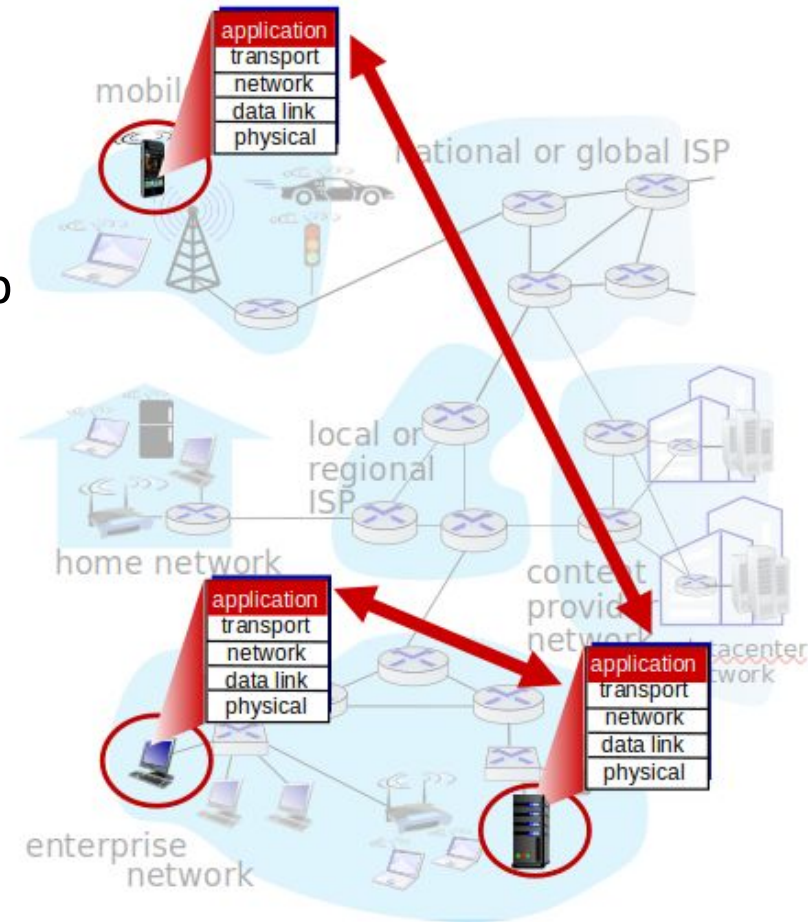 application
transport
network
data link
physical
mobil
national or global ISP
local or
regional
ISP
home network
content
provider
network
application
transport
network
data link
physical
application
transport
network
data link
physical
enterprise
network